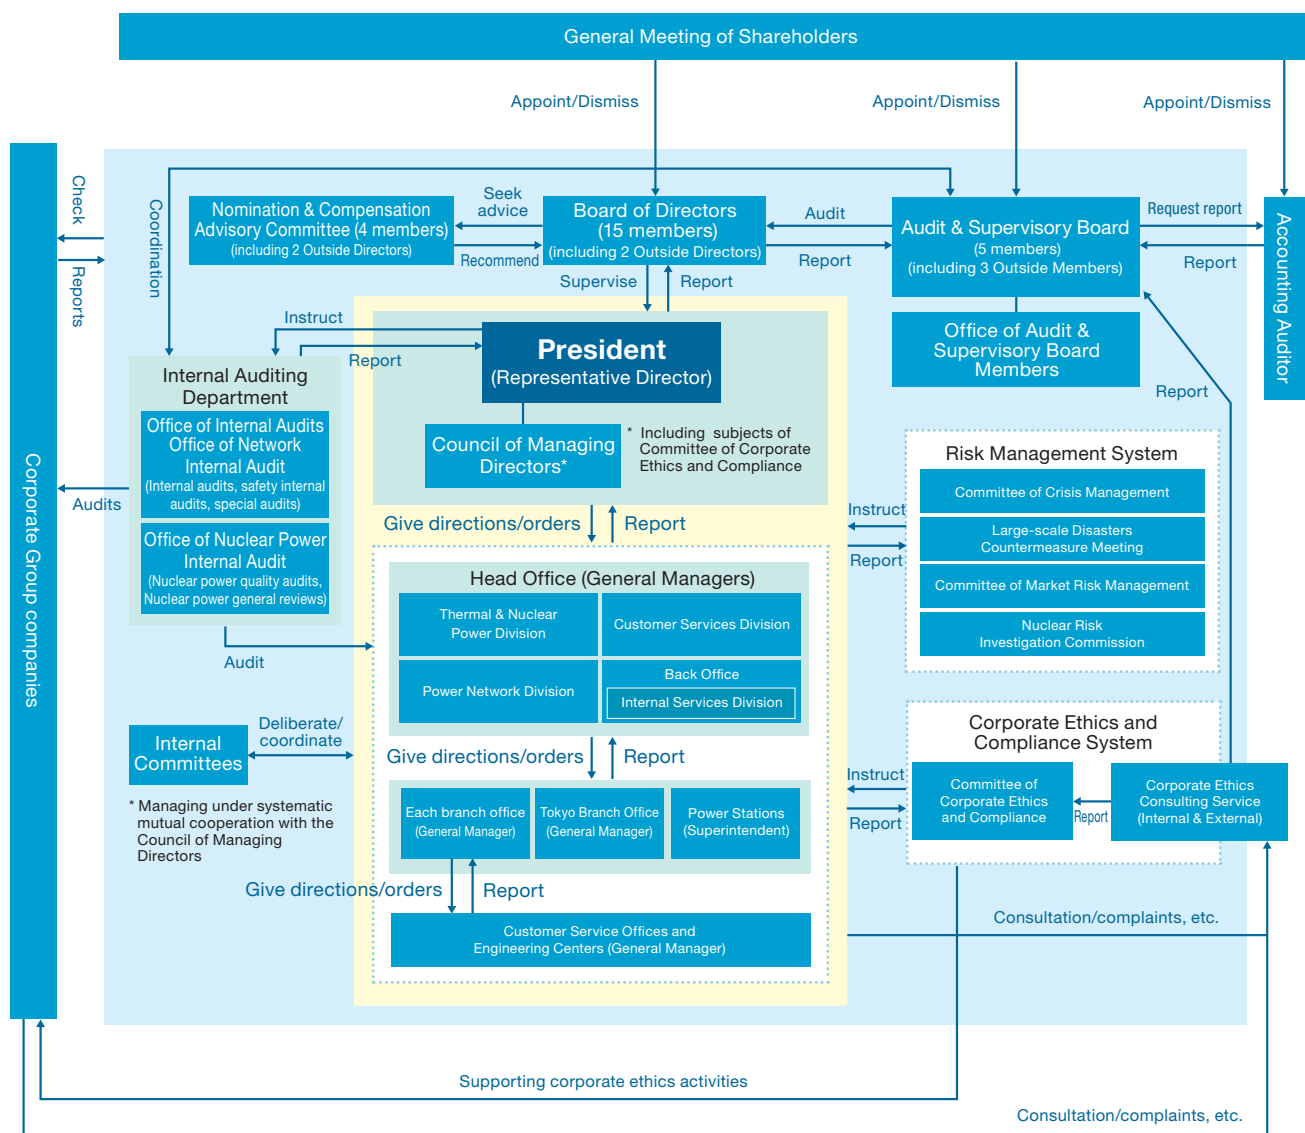 General Meeting of Shareholders
Appoint/Dismiss
Appoint/Dismiss
Appoint/Dismiss
Corporate Group companies
Check
Reports
Coordination
Nomination & Compensation
Advisory Committee (4 members)
(including 2 Outside Directors)
Seek
advice
Recommend
Board of Directors
(15 members)
(including 2 Outside Directors)
Audit
Report
Audit & Supervisory Board
(5 members)
(including 3 Outside Members)
Request report
Report
Accounting Auditor
Supervise
Report
Office of Audit &
Supervisory Board
Members
Instruct
Report
President
(Representative Director)
Council of Managing
Directors*
* Including subjects of
Committee of Corporate
Ethics and Compliance
Internal Auditing
Department
Office of Internal Audits
Office of Network
Internal Audit
(Internal audits, safety internal
audits, special audits)
Office of Nuclear Power
Internal Audit
(Nuclear power quality audits,
Nuclear power general reviews)
Audits
Audit
Report
Risk Management System
Committee of Crisis Management
Large-scale Disasters
Countermeasure Meeting
Committee of Market Risk Management
Nuclear Risk
Investigation Commission
Instruct
Report
Give directions/orders
Report
Head Office (General Managers)
Thermal & Nuclear
Power Division
Customer Services Division
Power Network Division
Back Office
Internal Services Division
Internal
Committees
Deliberate/
coordinate
* Managing under systematic
mutual cooperation with the
Council of Managing
Directors
Give directions/orders
Report
Each branch office
(General Manager)
Tokyo Branch Office
(General Manager)
Power Stations
(Superintendent)
Give directions/orders
Report
Customer Service Offices and
Engineering Centers (General Manager)
Corporate Ethics and
Compliance System
Instruct
Report
Committee of
Corporate Ethics
and Compliance
Report
Corporate Ethics
Consulting Service
(Internal & External)
Consultation/complaints, etc.
Supporting corporate ethics activities
Consultation/complaints, etc.